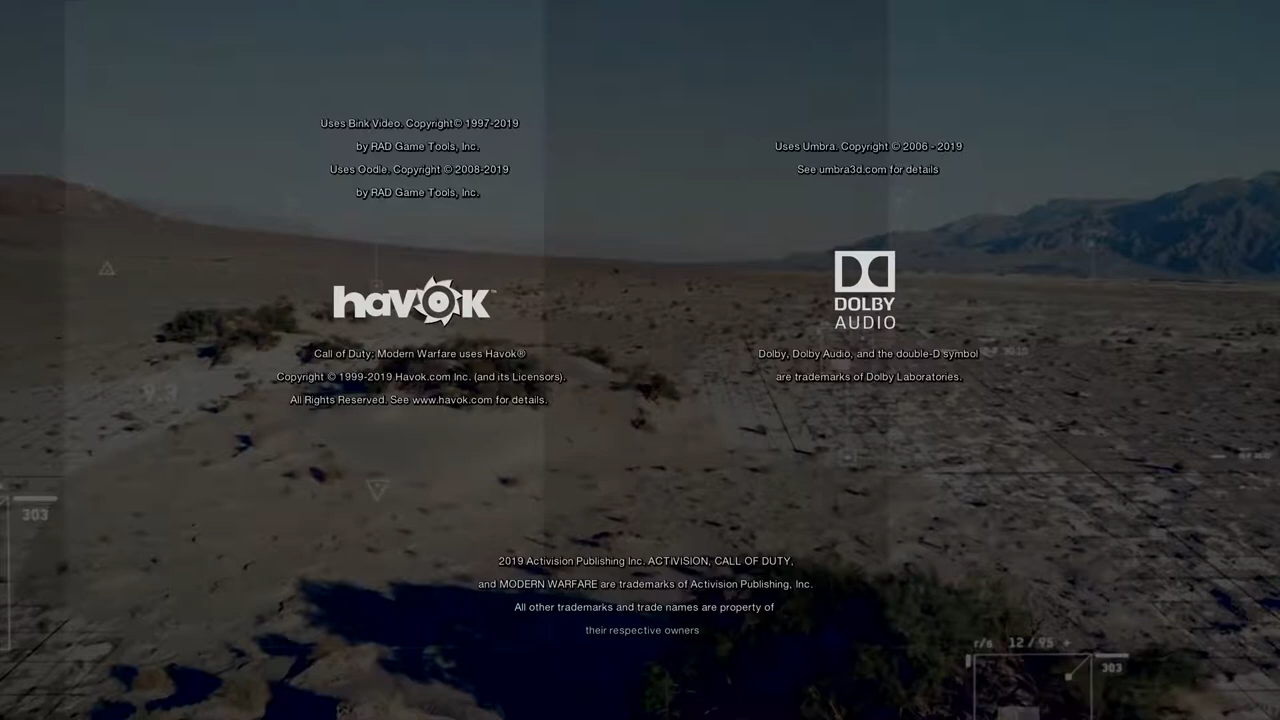 Uses Bink Video. Copyright© 1997-2019
by RAD Game Tools, Inc.
Uses Oodle. Copyright © 2008-2019
by RAD Game Tools, Inc.
Uses Umbra. Copyright © 2006 - 2019
See umbra3d.com for details
havok™
Call of Duty: Modern Warfare uses Havok®
Copyright © 1999-2019 Havok.com Inc. (and its Licensors).
All Rights Reserved. See www.havok.com for details.
DOLBY
AUDIO
Dolby, Dolby Audio, and the double-D symbol
are trademarks of Dolby Laboratories.
303
2019 Activision Publishing Inc. ACTIVISION, CALL OF DUTY,
and MODERN WARFARE are trademarks of Activision Publishing, Inc.
All other trademarks and trade names are property of
their respective owners
r/s 12 / 95 +
303